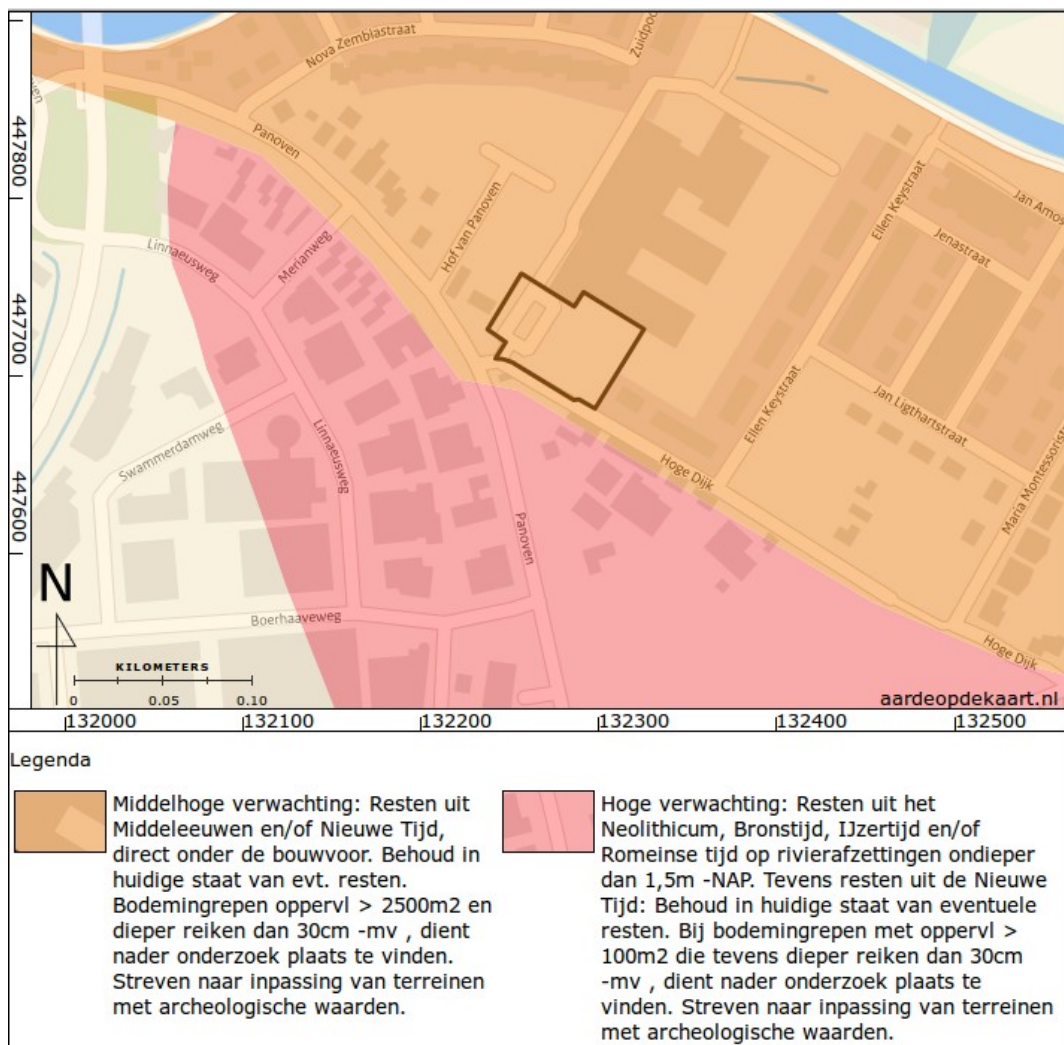 Nova Zemblastraat
Zuidpoo
ven
Panoven
447800
Hof van Panoven
Ellen Keystraat
Jan Amos
Jenastraat
Linnaeusweg
Merianweg
447700
Jan Ligthartstraat
Ellen Keystraat
Swammerdamweg
Linnaeusweg
Hoge Dijk
Maria Montessoristr
447600
Panoven
N
Boerhaaveweg
Hoge Dijk
KILOMETERS
0 0.05 0.10
aardeopdekaart.nl
132000 132100 132200 132300 132400 132500
Legenda
Middelhoge verwachting: Resten uit
Middeleeuwen en/of Nieuwe Tijd,
direct onder de bouwvoor. Behoud in
huidige staat van evt. resten.
Bodemingrepen oppervl > 2500m2 en
dieper reiken dan 30cm -mv , dient
nader onderzoek plaats te vinden.
Streven naar inpassing van terreinen
met archeologische waarden.
Hoge verwachting: Resten uit het
Neolithicum, Bronstijd, IJzertijd en/of
Romeinse tijd op rivierafzettingen ondieper
dan 1,5m -NAP. Tevens resten uit de Nieuwe
Tijd: Behoud in huidige staat van eventuele
resten. Bij bodemingrepen met oppervl >
100m2 die tevens dieper reiken dan 30cm
-mv , dient nader onderzoek plaats te
vinden. Streven naar inpassing van terreinen
met archeologische waarden.